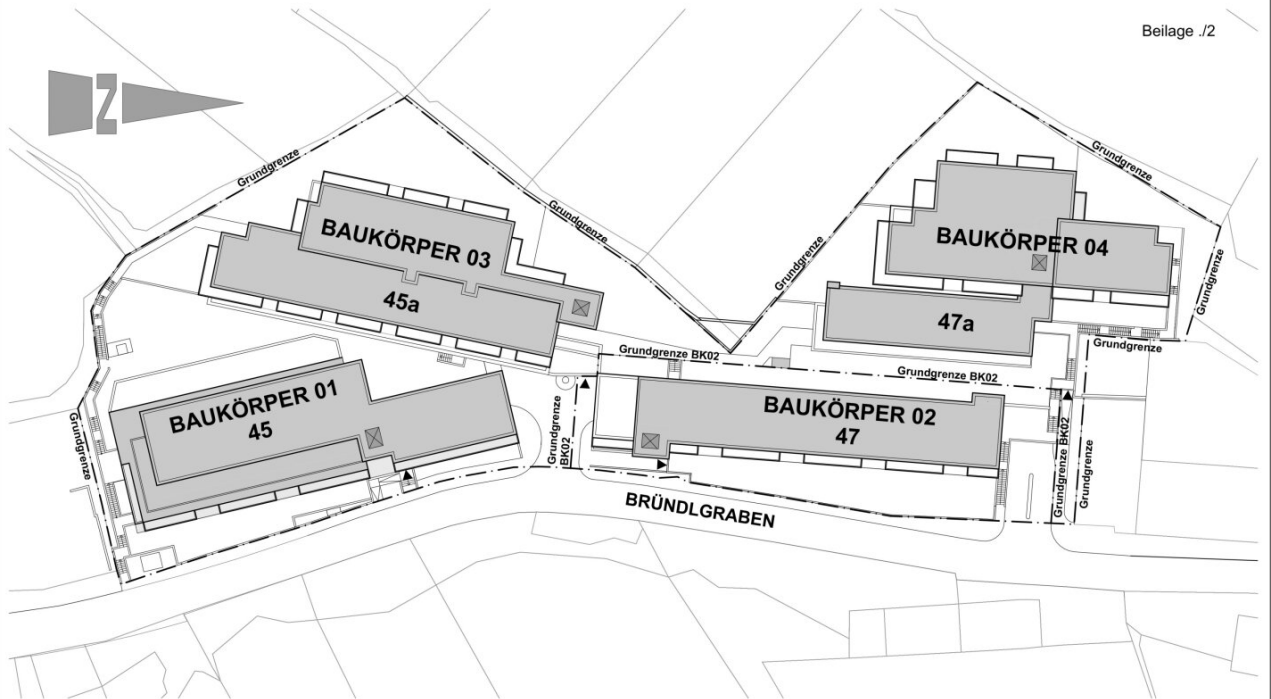 Beilage ./2
N
Grundgrenze
Grundgrenze
Grundgrenze
Grundgrenze
Grundgrenze
BAUKÖRPER 03
45a
BAUKÖRPER 04
47a
Grundgrenze
Grundgrenze BK02
Grundgrenze BK02
BAUKÖRPER 01
45
BAUKÖRPER 02
47
Grundgrenze
Grundgrenze
BK02
Grundgrenze BK02
Grundgrenze
BRÜNDLGRABEN